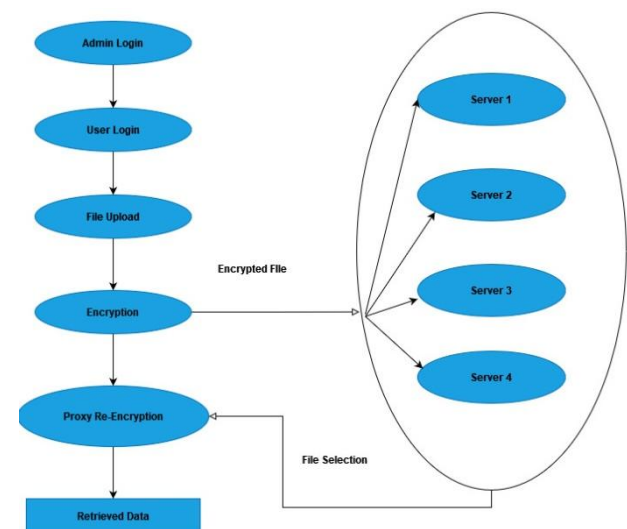 Admin Login
User Login
File Upload
Encrypted FIle
Encryption
Proxy Re-Encryption
File Selection
Retrieved Data
Server 1
Server 2
Server 3
Server 4